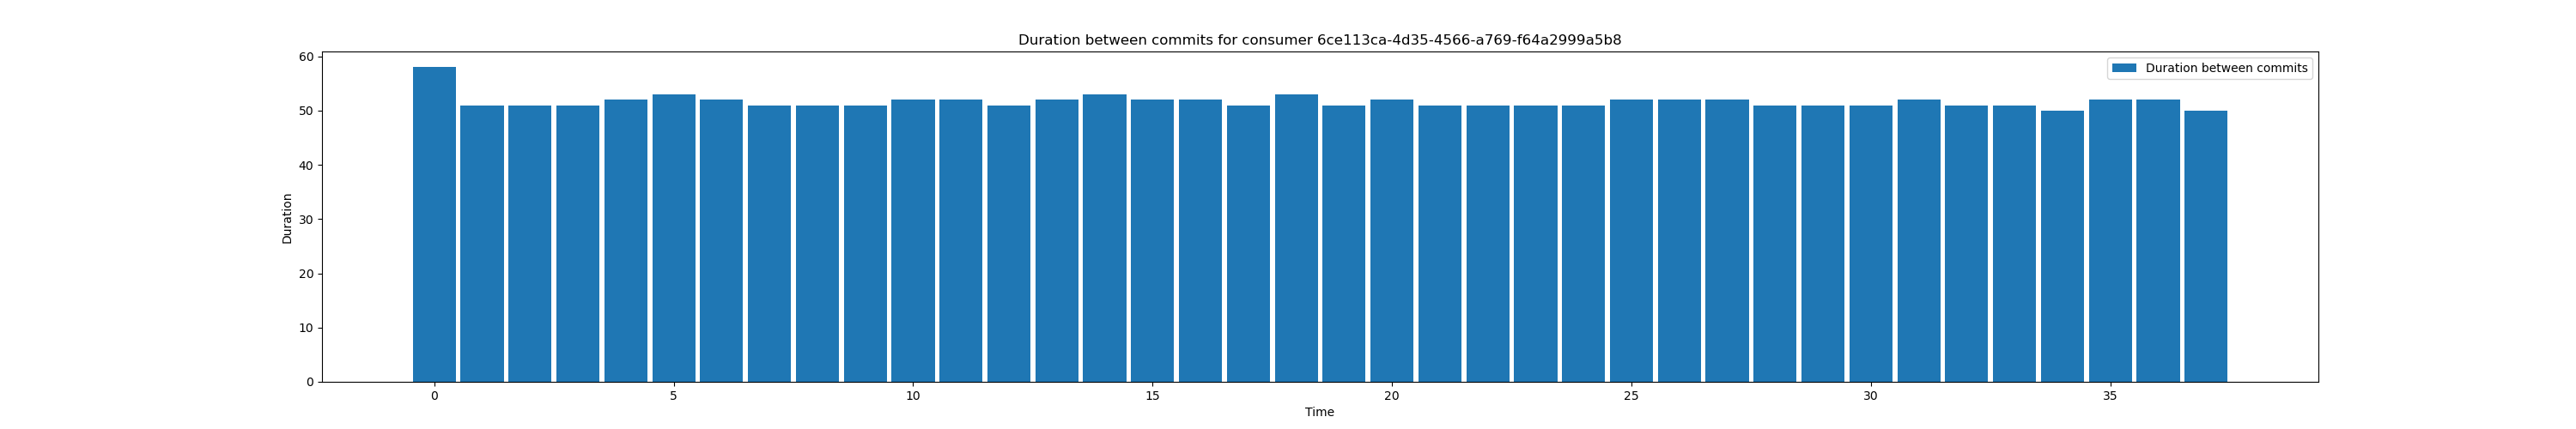 Duration between commits for consumer 6ce113ca-4d35-4566-a769-f64a2999a5b8
Duration between commits
60
50
40
30
20
10
0
Duration
0 5 10 15 20 25 30 35
Time